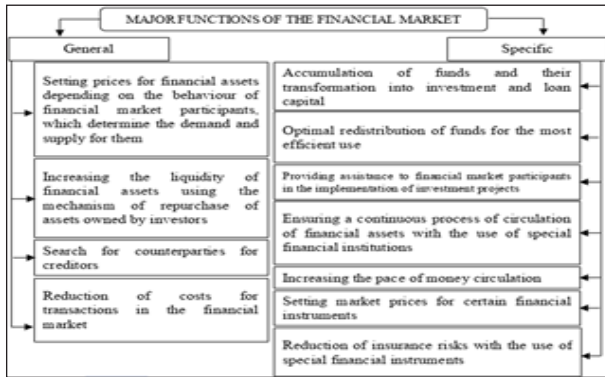 MAJOR FUNCTIONS OF THE FINANCIAL MARKET
General
Setting prices for financial assets
depending on the behaviour of
financial market participants,
which determine the demand and
supply for them
Increasing the liquidity of
financial assets using the
mechanism of repurchase of
assets owned by investors
Search for counterparties for
creditors
Reduction of costs for
transactions in the financial
market
Specific
Accumulation of funds and their
transformation into investment and loan
capital
Optimal redistribution of funds for the most
efficient use
Providing assistance to financial market participants
in the implementation of investment projects
Ensuring a continuous process of circulation
of financial assets with the use of special
financial institutions
Increasing the pace of money circulation
Setting market prices for certain financial
instruments
Reduction of insurance risks with the use of
special financial instruments